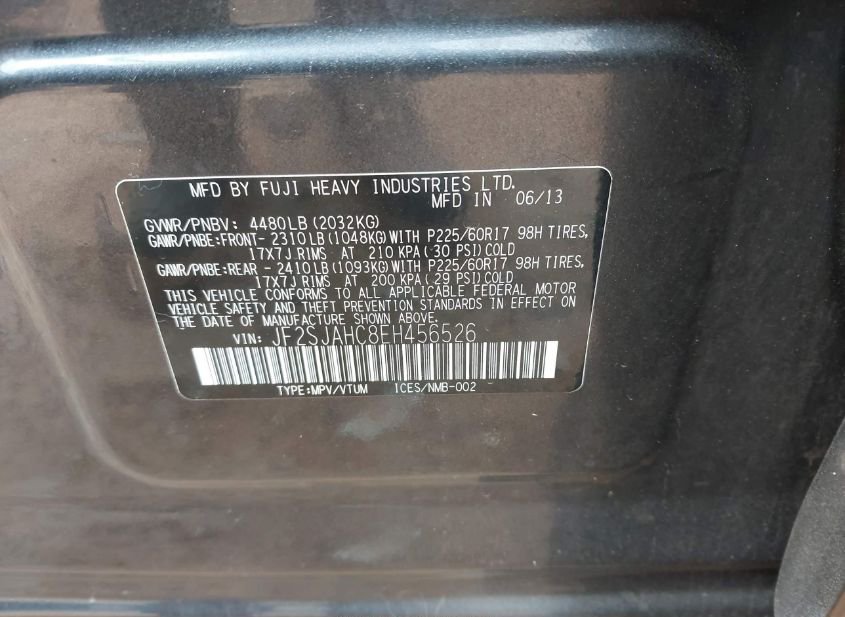 MFD BY FUJI HEAVY INDUSTRIES LTD.
MFD IN 06/13
GVWR/PNBV: 4480LB (2032KG)
GAWR/PNBE:FRONT- 2310LB (1048KG) WITH P225/60R17 98H TIRES,
17X7J RIMS AT 210 KPA (30 PSI) COLD
GAWR/PNBE:REAR - 2410LB (1093KG) WITH P225/60R17 98H TIRES,
17X7J RIMS AT 200 KPA (29 PSI) COLD
THIS VEHICLE CONFORMS TO ALL APPLICABLE FEDERAL MOTOR
VEHICLE SAFETY AND THEFT PREVENTION STANDARDS IN EFFECT ON
THE DATE OF MANUFACTURE SHOWN ABOVE.
VIN: JF2SJAHC8EH456526
TYPE:MPV/VTUM ICES/NMB-002